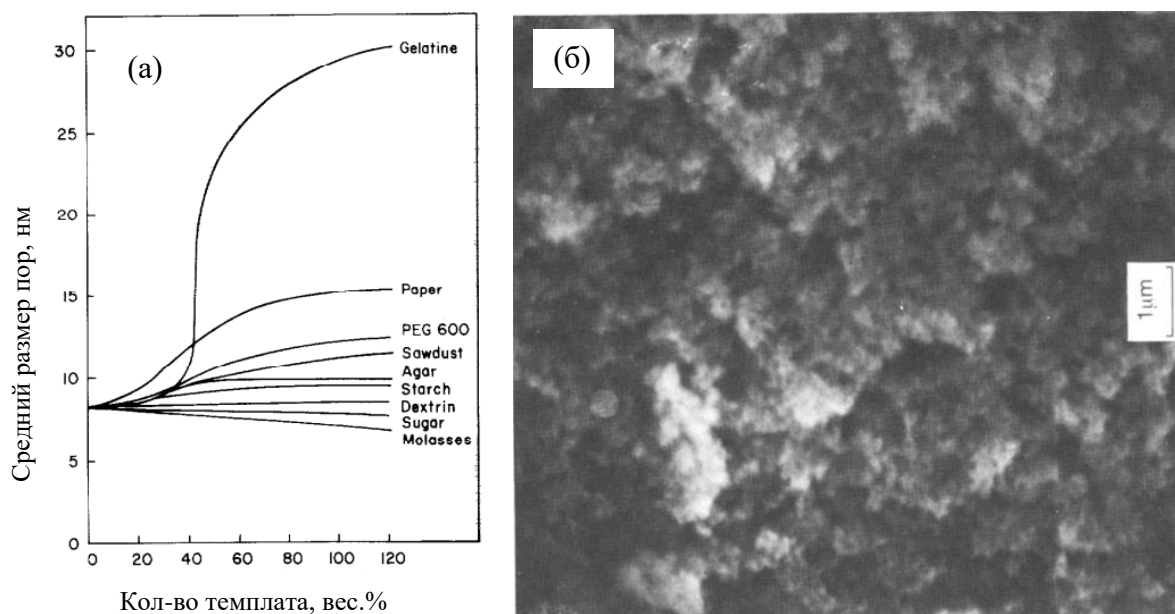 (а)
Средний размер пор, нм
30
25
20
15
10
5
0
Gelatine
Paper
PEG 600
Sawdust
Agar
Starch
Dextrin
Sugar
Molasses
0 20 40 60 80 100 120
Кол-во темплата, вес.%
(б)
1μm